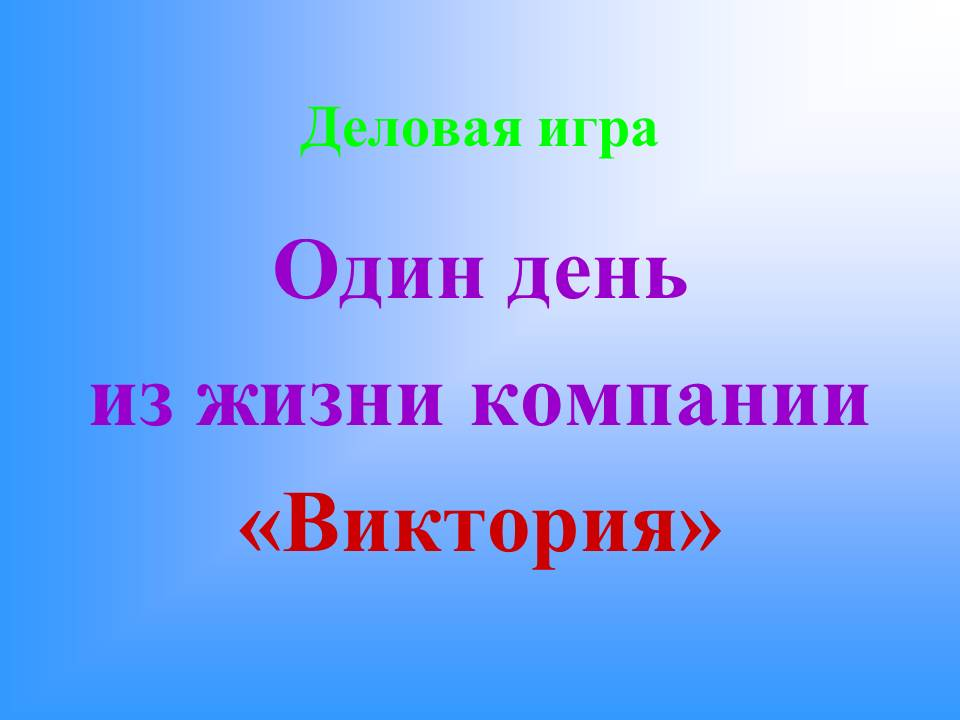 Деловая игра
Один день
из жизни компании
«Виктория»